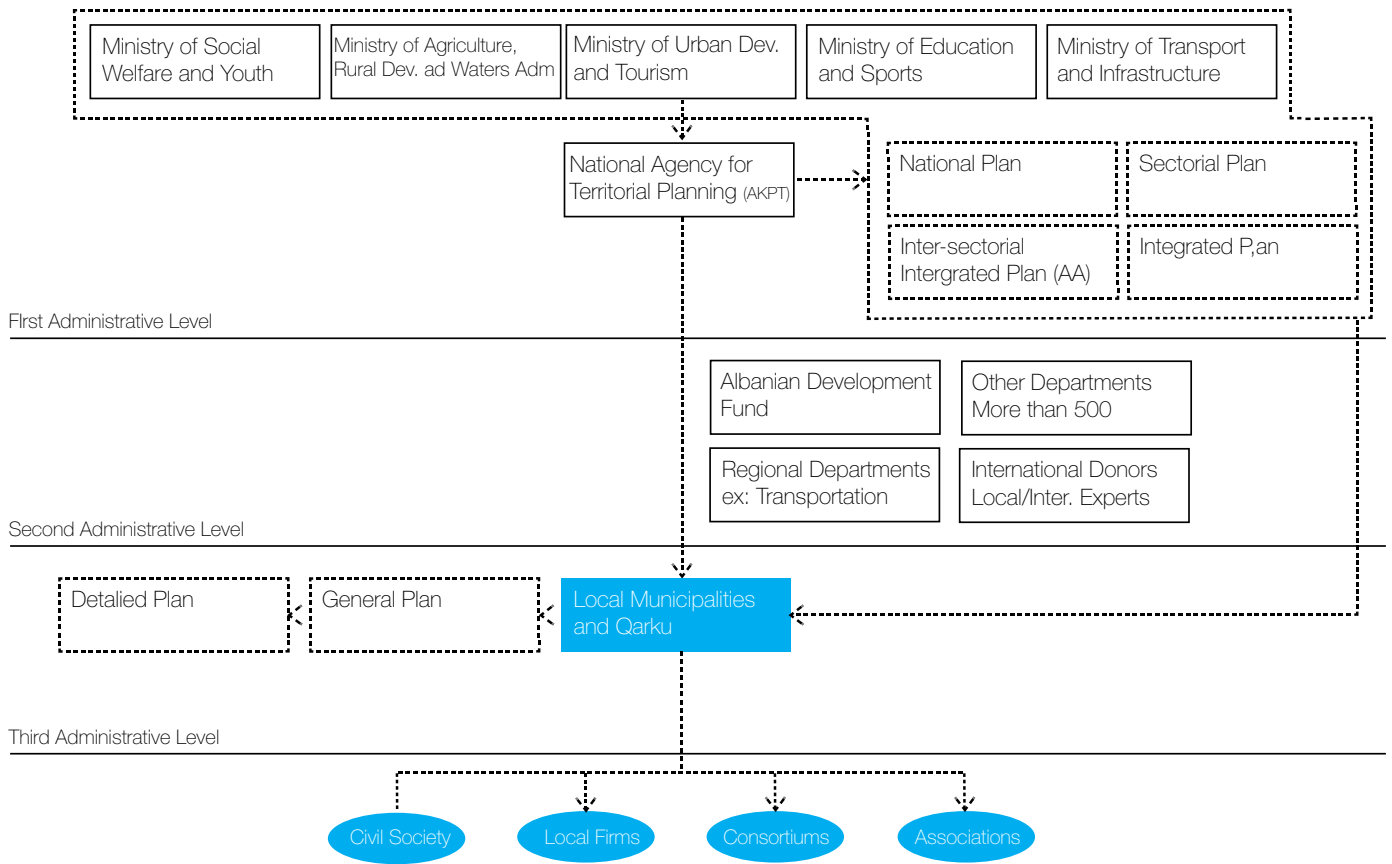 Ministry of Social
Welfare and Youth
Ministry of Agriculture,
Rural Dev. ad Waters Adm
Ministry of Urban Dev.
and Tourism
Ministry of Education
and Sports
Ministry of Transport
and Infrastructure
National Agency for
Territorial Planning (AKPT)
National Plan
Sectorial Plan
Inter-sectorial
Intergrated Plan (AA)
Integrated P,an
FIrst Administrative Level
Albanian Development
Fund
Other Departments
More than 500
Regional Departments
ex: Transportation
International Donors
Local/Inter. Experts
Second Administrative Level
Detalied Plan
General Plan
Local Municipalities
and Qarku
Third Administrative Level
Civil Society
Local Firms
Consortiums
Associations